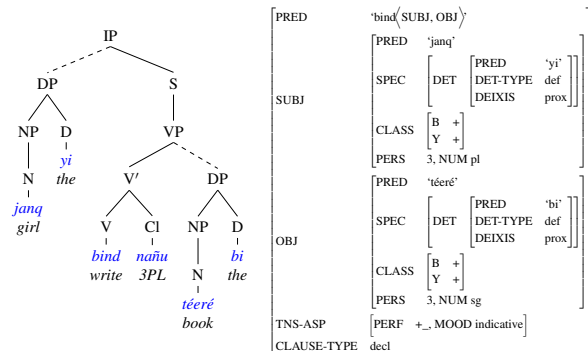 IP
DP S
NP D VP
N yi V′ DP
the
janq V Cl NP D
girl
bind nañu N bi
write 3PL the
téeré
book
PRED ‘bind⟨SUBJ, OBJ⟩’
SUBJ
PRED ‘janq’
SPEC DET
PRED ‘yi’
DET-TYPE def
DEIXIS prox
CLASS
B +
Y +
PERS 3, NUM pl
OBJ
PRED ‘téeré’
SPEC DET
PRED ‘bi’
DET-TYPE def
DEIXIS prox
CLASS
B +
Y +
PERS 3, NUM sg
TNS-ASP [PERF +_, MOOD indicative]
CLAUSE-TYPE decl